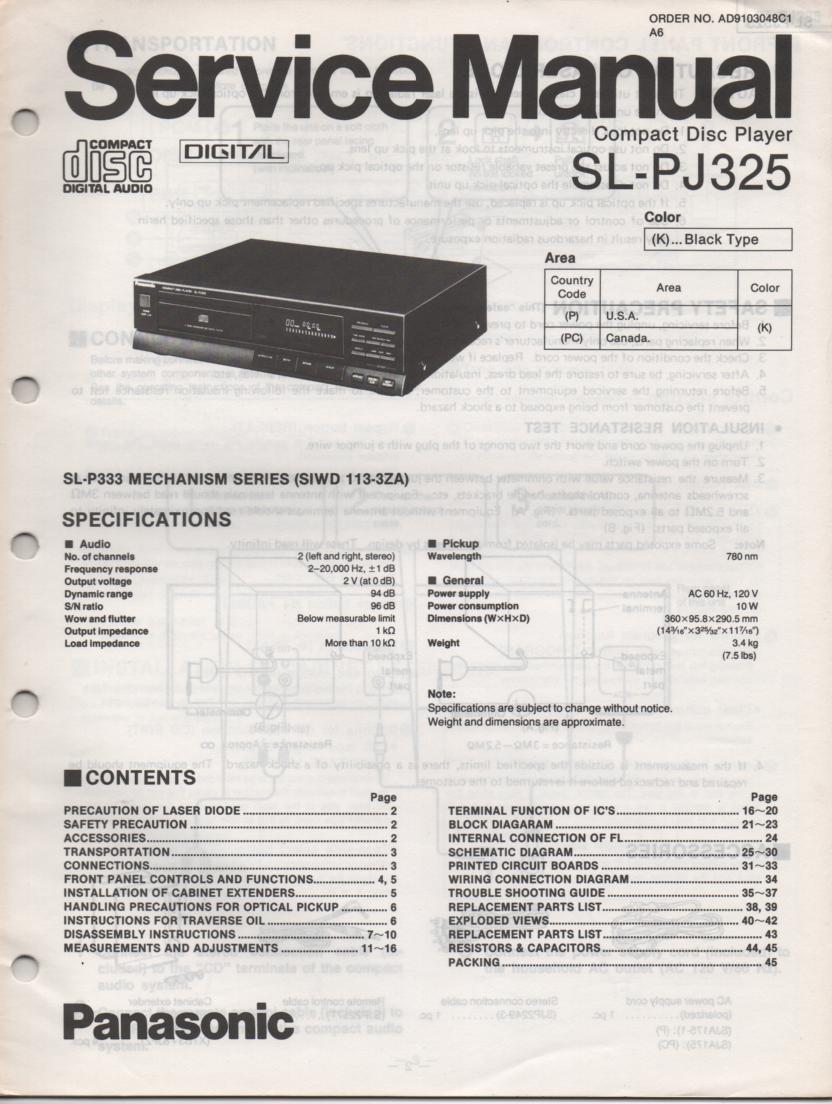 ORDER NO. AD9103048C1
A6
Service Manual
COMPACT
disc
DIGITAL AUDIO
DIGITAL
Compact Disc Player
SL-PJ325
Color
(K)...Black Type
Area
Country Code Area Color
(P) U.S.A. (K)
(PC) Canada.
Panasonic
SL-P333 MECHANISM SERIES (SIWD 113-3ZA)
SPECIFICATIONS
■ Audio
No. of channels 2 (left and right, stereo)
Frequency response 2~20,000 Hz, ±1 dB
Output voltage 2 V (at 0 dB)
Dynamic range 94 dB
S/N ratio 96 dB
Wow and flutter Below measurable limit
Output impedance 1 kΩ
Load impedance More than 10 kΩ
■ Pickup
Wavelength 780 nm
■ General
Power supply AC 60 Hz, 120 V
Power consumption 10 W
Dimensions (W×H×D) 360×95.8×290.5 mm
(14 3/16"×3 25/32"×11 7/16")
Weight 3.4 kg
(7.5 lbs)
Note:
Specifications are subject to change without notice.
Weight and dimensions are approximate.
■ CONTENTS
Page
PRECAUTION OF LASER DIODE 2
SAFETY PRECAUTION 2
ACCESSORIES 2
TRANSPORTATION 3
CONNECTIONS 3
FRONT PANEL CONTROLS AND FUNCTIONS 4, 5
INSTALLATION OF CABINET EXTENDERS 5
HANDLING PRECAUTIONS FOR OPTICAL PICKUP 6
INSTRUCTIONS FOR TRAVERSE OIL 6
DISASSEMBLY INSTRUCTIONS 7~10
MEASUREMENTS AND ADJUSTMENTS 11~16
Page
TERMINAL FUNCTION OF IC'S 16~20
BLOCK DIAGARAM 21~23
INTERNAL CONNECTION OF FL 24
SCHEMATIC DIAGRAM 25~30
PRINTED CIRCUIT BOARDS 31~33
WIRING CONNECTION DIAGRAM 34
TROUBLE SHOOTING GUIDE 35~37
REPLACEMENT PARTS LIST 38, 39
EXPLODED VIEWS 40~42
REPLACEMENT PARTS LIST 43
RESISTORS & CAPACITORS 44, 45
PACKING 45
Panasonic